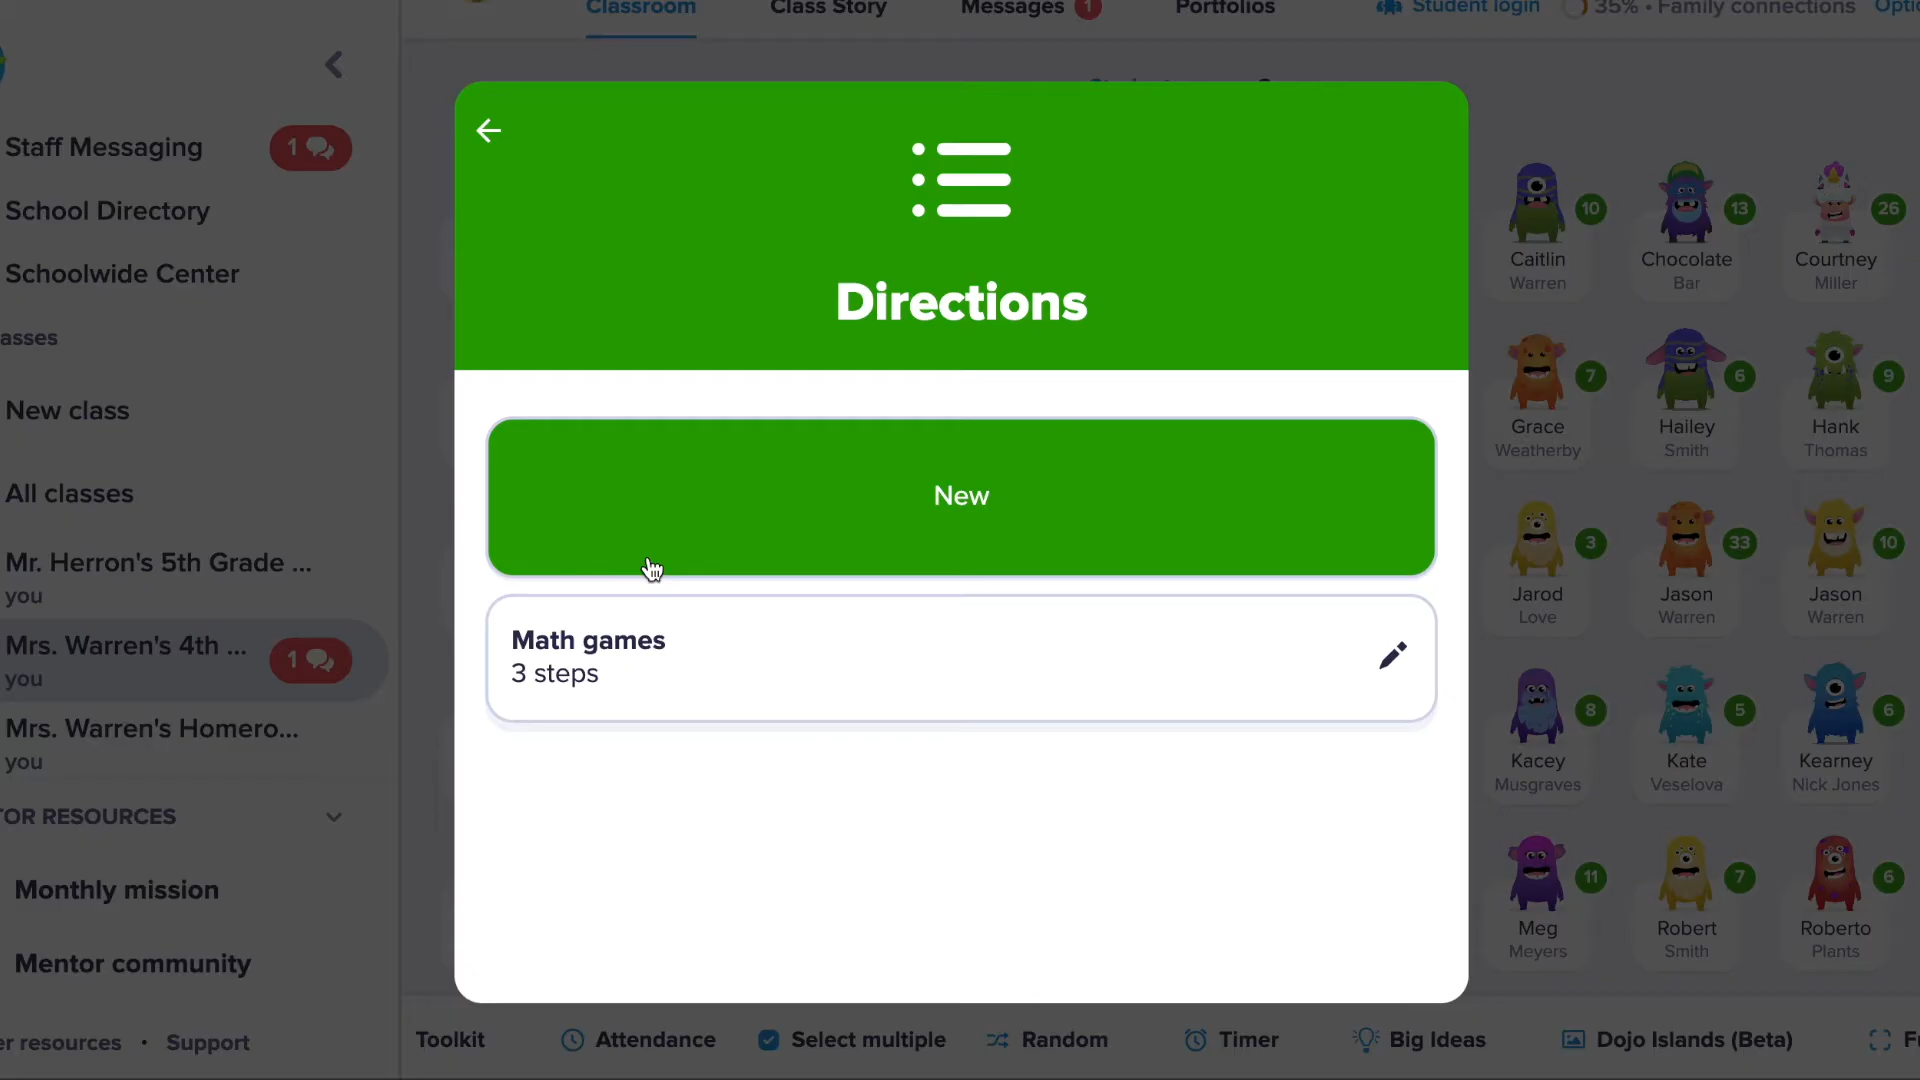 Classroom
Class Story
Messages 1
Portfolios
Student login
35% • Family connections
Staff Messaging
1
School Directory
Schoolwide Center
New class
All classes
Mr. Herron's 5th Grade ...
you
Mrs. Warren's 4th ...
1
you
Mrs. Warren's Homero...
you
RESOURCES
Monthly mission
Mentor community
resources • Support
Directions
New
Math games
3 steps
10
Caitlin
Warren
13
Chocolate
Bar
26
Courtney
Miller
7
Grace
Weatherby
6
Hailey
Smith
9
Hank
Thomas
3
Jarod
Love
33
Jason
Warren
10
Jason
Warren
8
Kacey
Musgraves
5
Kate
Veselova
6
Kearney
Nick Jones
11
Meg
Meyers
7
Robert
Smith
6
Roberto
Plants
Toolkit
Attendance
Select multiple
Random
Timer
Big Ideas
Dojo Islands (Beta)